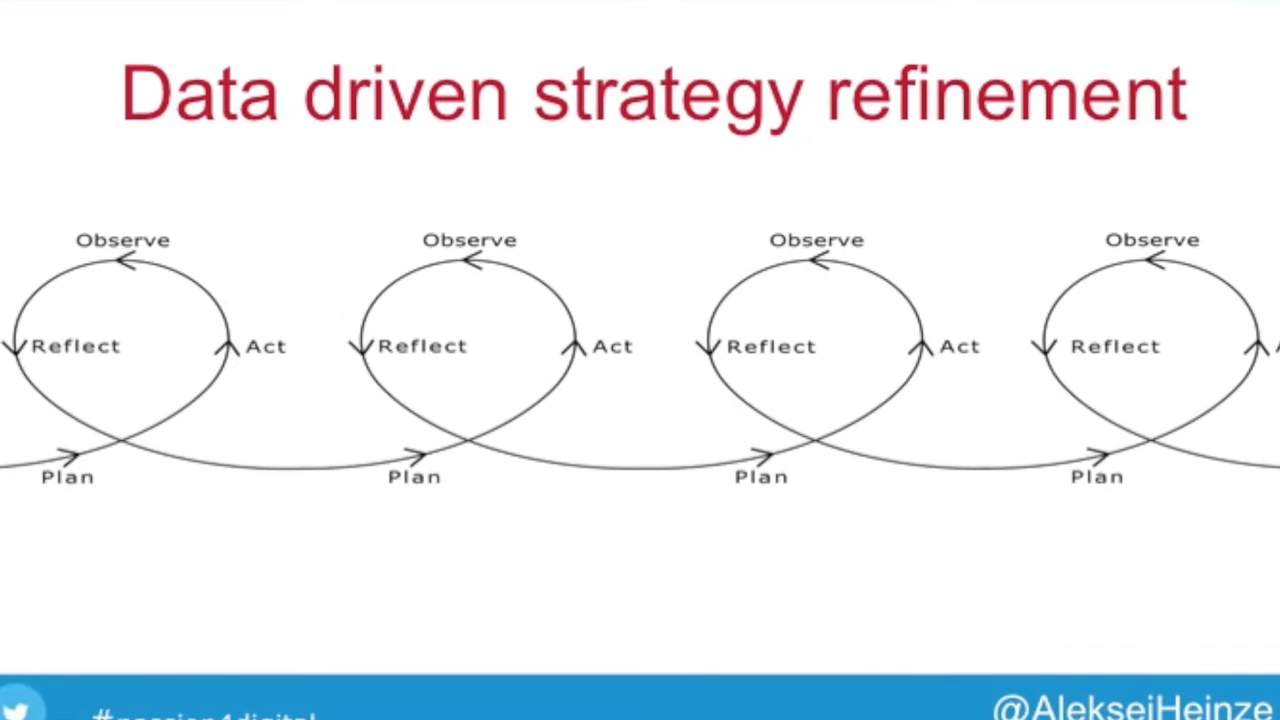 Data driven strategy refinement
Observe Observe Observe Observe
Reflect Act Reflect Act Reflect Act Reflect
Plan Plan Plan Plan
@AlekseiHeinze